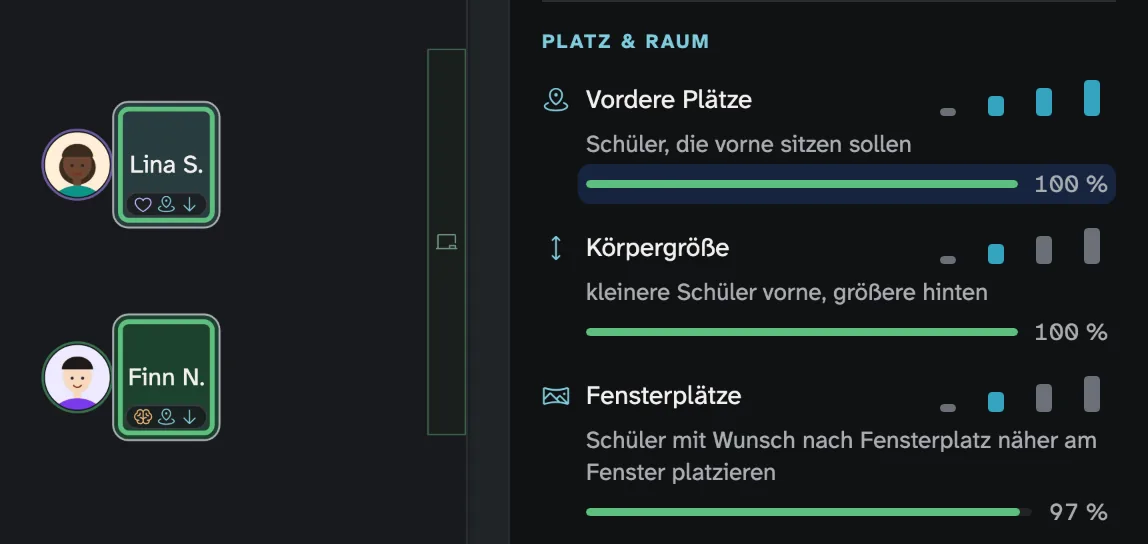 Lina S.
Finn N.
PLATZ & RAUM
Vordere Plätze
Schüler, die vorne sitzen sollen
100 %
Körpergröße
kleinere Schüler vorne, größere hinten
100 %
Fensterplätze
Schüler mit Wunsch nach Fensterplatz näher am
Fenster platzieren
97 %